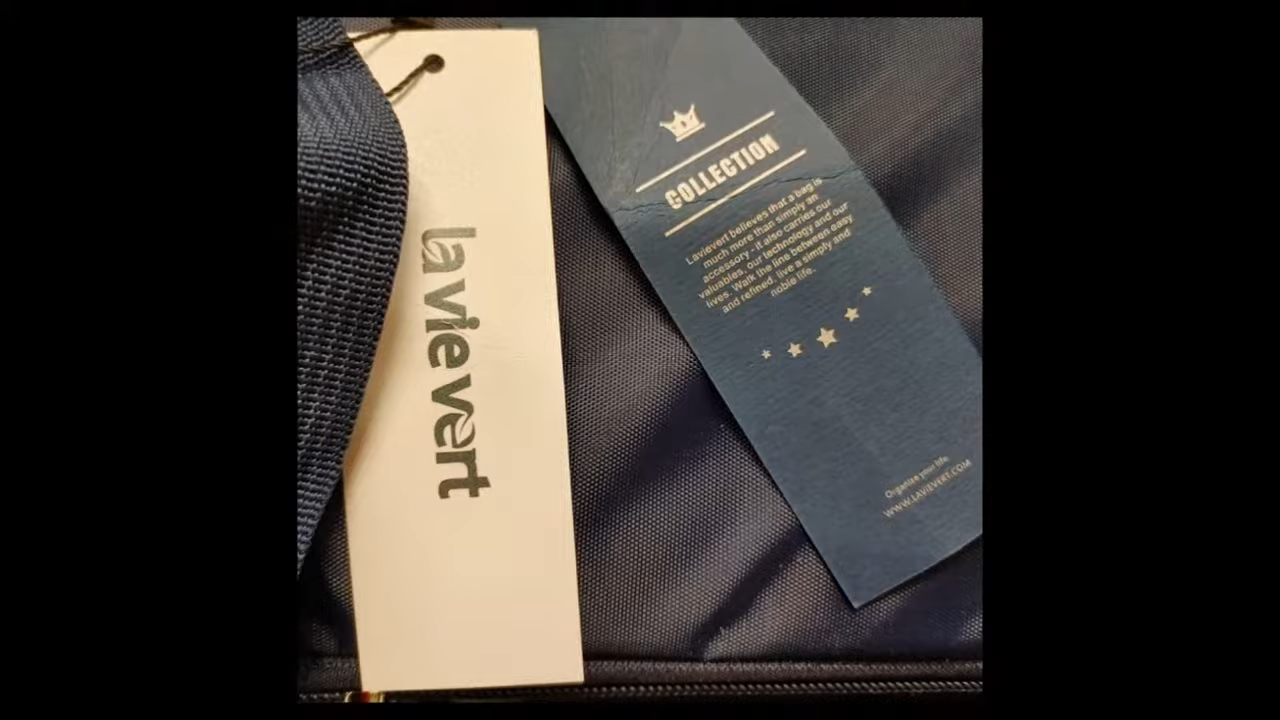 lavievert
COLLECTION
Lavievert believes that a bag is
much more than simply an
accessory - it also carries our
valuables, our technology and our
lives. Walk the line between easy
and refined, live a simply and
noble life.
Organize your life.
WWW.LAVIEVERT.COM